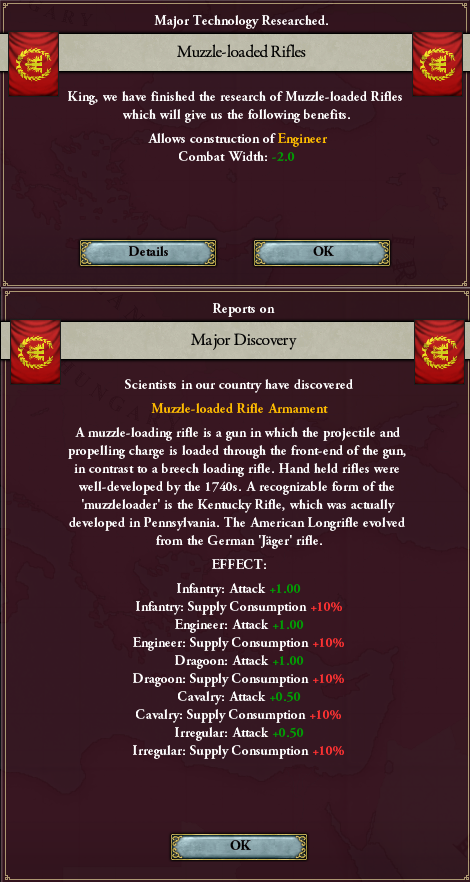 Major Technology Researched.
Muzzle-loaded Rifles
King, we have finished the research of Muzzle-loaded Rifles
which will give us the following benefits.
Allows construction of Engineer
Combat Width: -2.0
Details
OK
Reports on
Major Discovery
Scientists in our country have discovered
Muzzle-loaded Rifle Armament
A muzzle-loading rifle is a gun in which the projectile and
propelling charge is loaded through the front-end of the gun,
in contrast to a breech loading rifle. Hand held rifles were
well-developed by the 1740s. A recognizable form of the
'muzzleloader' is the Kentucky Rifle, which was actually
developed in Pennsylvania. The American Longrifle evolved
from the German 'Jäger' rifle.
EFFECT:
Infantry: Attack +1.00
Infantry: Supply Consumption +10%
Engineer: Attack +1.00
Engineer: Supply Consumption +10%
Dragoon: Attack +1.00
Dragoon: Supply Consumption +10%
Cavalry: Attack +0.50
Cavalry: Supply Consumption +10%
Irregular: Attack +0.50
Irregular: Supply Consumption +10%
OK